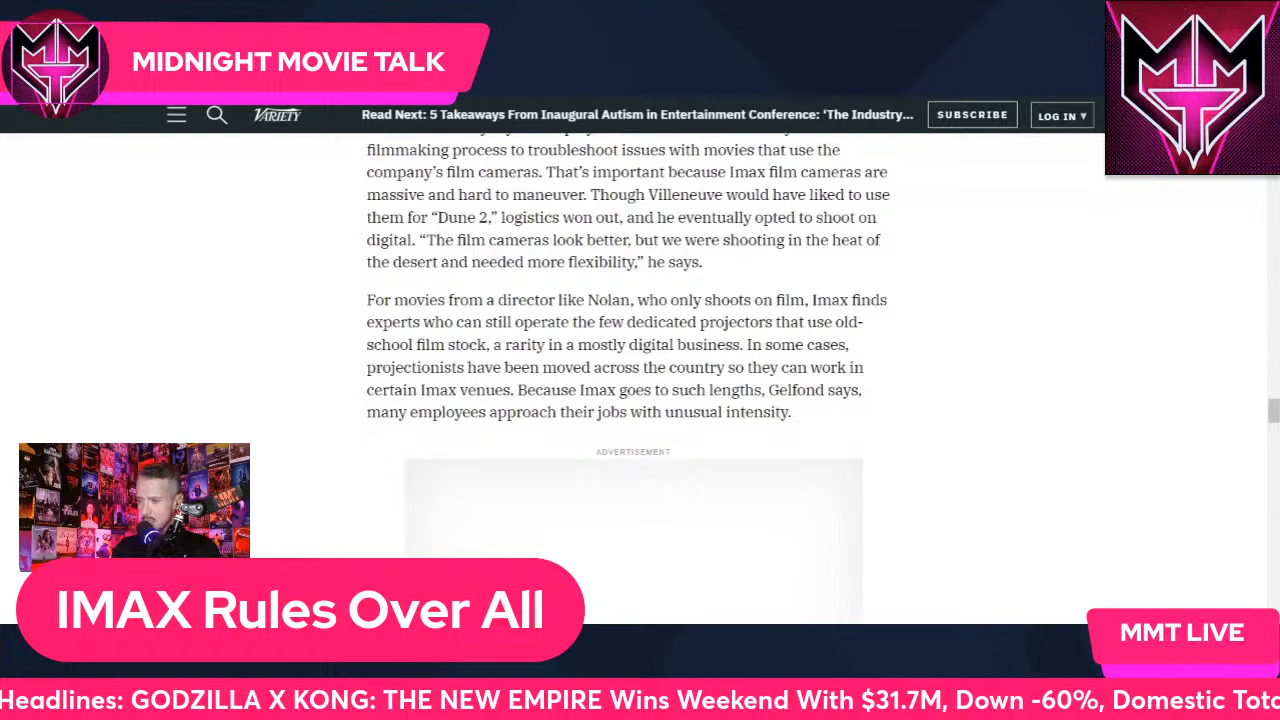 MIDNIGHT MOVIE TALK
VARIETY
Read Next: 5 Takeaways From Inaugural Autism in Entertainment Conference: ‘The Industry...
SUBSCRIBE
LOG IN ▾
filmmaking process to troubleshoot issues with movies that use the
company’s film cameras. That’s important because Imax film cameras are
massive and hard to maneuver. Though Villeneuve would have liked to use
them for “Dune 2,” logistics won out, and he eventually opted to shoot on
digital. “The film cameras look better, but we were shooting in the heat of
the desert and needed more flexibility,” he says.
For movies from a director like Nolan, who only shoots on film, Imax finds
experts who can still operate the few dedicated projectors that use old-
school film stock, a rarity in a mostly digital business. In some cases,
projectionists have been moved across the country so they can work in
certain Imax venues. Because Imax goes to such lengths, Gelfond says,
many employees approach their jobs with unusual intensity.
ADVERTISEMENT
IMAX Rules Over All
MMT LIVE
Headlines: GODZILLA X KONG: THE NEW EMPIRE Wins Weekend With $31.7M, Down -60%, Domestic